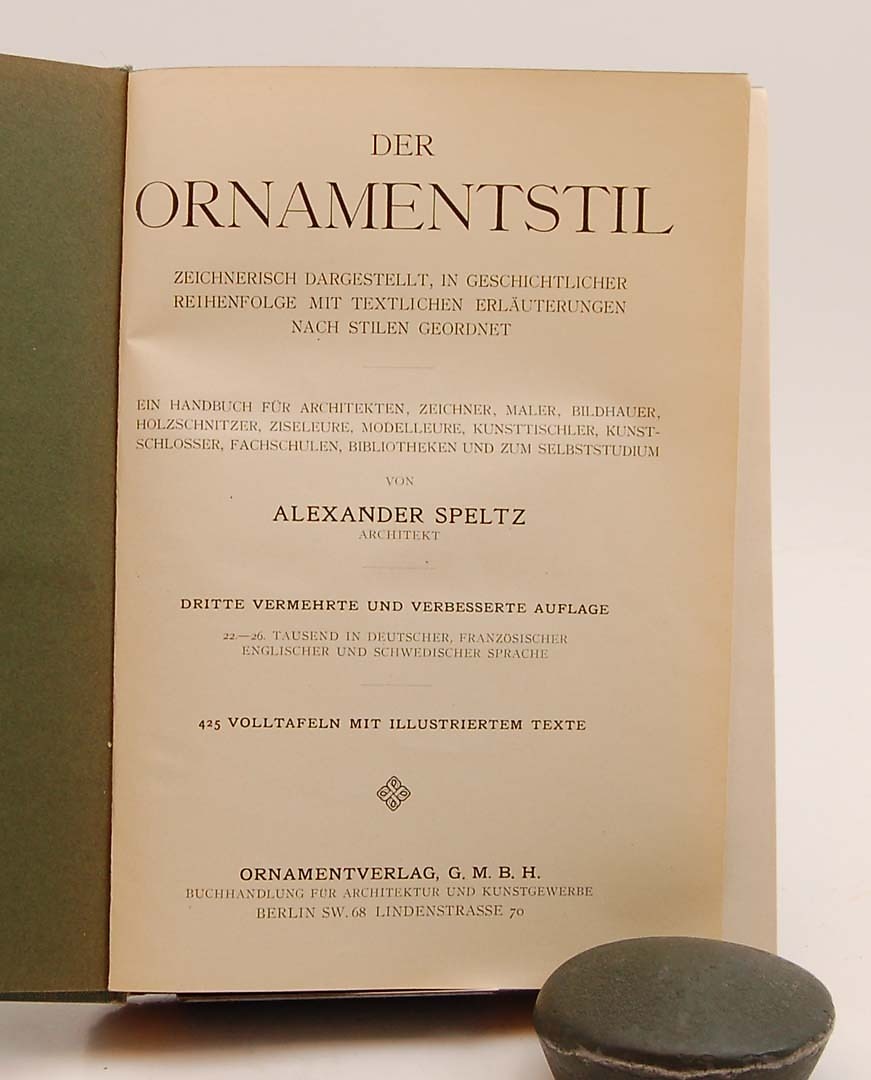 DER
ORNAMENTSTIL
ZEICHNERISCH DARGESTELLT, IN GESCHICHTLICHER
REIHENFOLGE MIT TEXTLICHEN ERLÄUTERUNGEN
NACH STILEN GEORDNET
EIN HANDBUCH FÜR ARCHITEKTEN, ZEICHNER, MALER, BILDHAUER,
HOLZSCHNITZER, ZISELEURE, MODELLEURE, KUNSTTISCHLER, KUNST-
SCHLOSSER, FACHSCHULEN, BIBLIOTHEKEN UND ZUM SELBSTSTUDIUM
VON
ALEXANDER SPELTZ
ARCHITEKT
DRITTE VERMEHRTE UND VERBESSERTE AUFLAGE
22.—26. TAUSEND IN DEUTSCHER, FRANZÖSISCHER
ENGLISCHER UND SCHWEDISCHER SPRACHE
425 VOLLTAFELN MIT ILLUSTRIERTEM TEXTE
ORNAMENTVERLAG, G. M. B. H.
BUCHHANDLUNG FÜR ARCHITEKTUR UND KUNSTGEWERBE
BERLIN SW. 68 LINDENSTRASSE 70